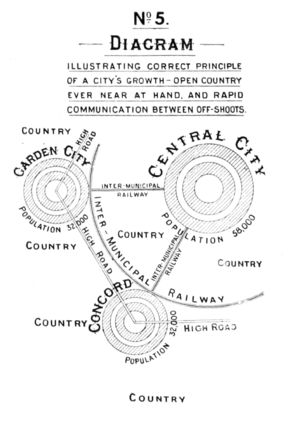 Nº 5.
DIAGRAM
ILLUSTRATING CORRECT PRINCIPLE
OF A CITY'S GROWTH - OPEN COUNTRY
EVER NEAR AT HAND, AND RAPID
COMMUNICATION BETWEEN OFF-SHOOTS.
COUNTRY
HIGH ROAD
GARDEN CITY
POPULATION 32,000
CENTRAL CITY
POPULATION 58,000
INTER-MUNICIPAL
RAILWAY
INTER-MUNICIPAL RAILWAY
COUNTRY
INTER-MUNICIPAL
RAILWAY
COUNTRY
HIGH ROAD
COUNTRY
COUNTRY
CONCORD
POPULATION 32,000
HIGH ROAD
COUNTRY